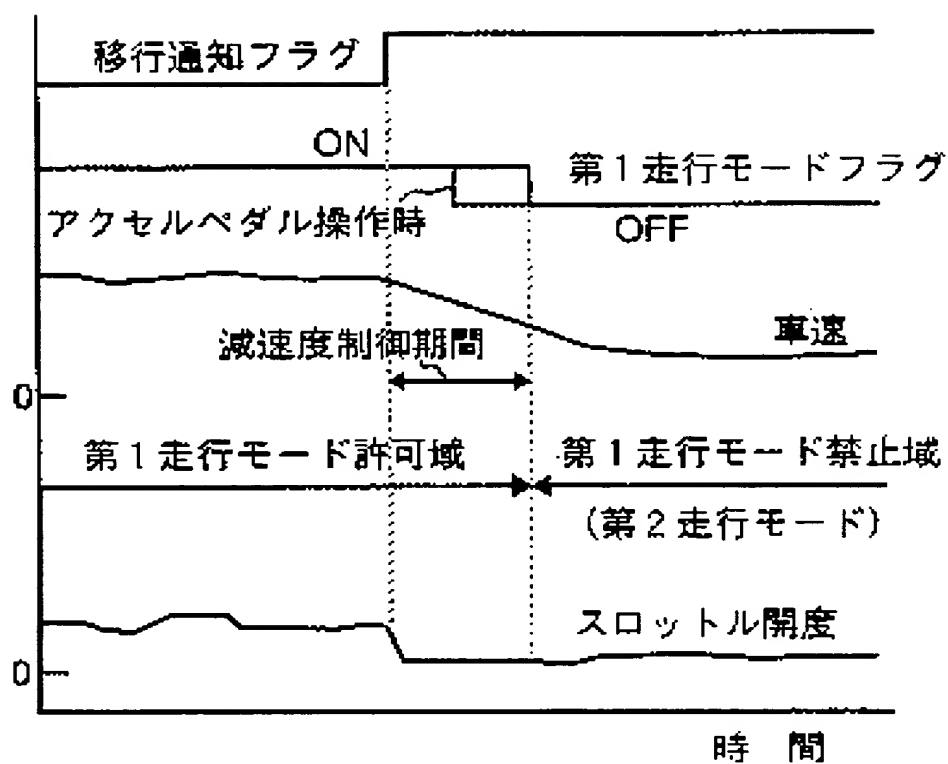 移行通知フラグ
ON
第1走行モードフラグ
アクセルペダル操作時
OFF
車速
減速度制御期間
0
第1走行モード許可域
第1走行モード禁止域
(第2走行モード)
スロットル開度
0
時 間